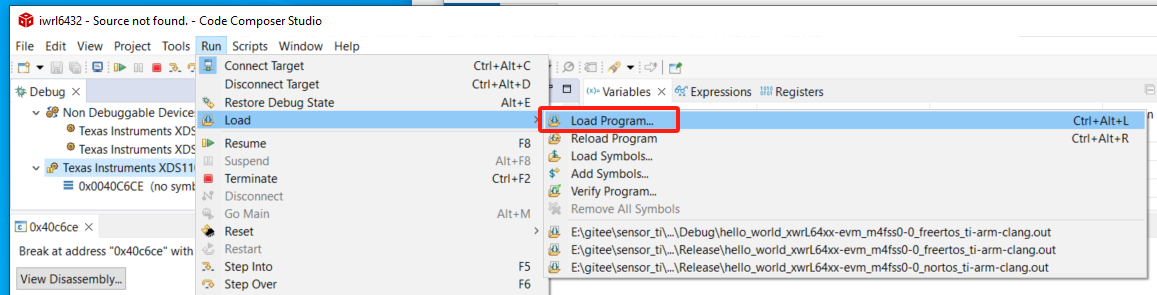 iwrl6432 - Source not found. - Code Composer Studio
File Edit View Project Tools Run Scripts Window Help
Debug
Non Debuggable Device
Texas Instruments XDS
Texas Instruments XDS
Texas Instruments XDS11
0x0040C6CE (no symb
0x40c6ce
Break at address "0x40c6ce" with
View Disassembly...
Connect Target Ctrl+Alt+C
Disconnect Target Ctrl+Alt+D
Restore Debug State Alt+E
Load
Resume F8
Suspend Alt+F8
Terminate Ctrl+F2
Disconnect
Go Main Alt+M
Reset
Restart
Step Into F5
Step Over F6
(x)= Variables Expressions Registers
Load Program... Ctrl+Alt+L
Reload Program Ctrl+Alt+R
Load Symbols...
Add Symbols...
Verify Program...
Remove All Symbols
E:\gitee\sensor_ti\...\Debug\hello_world_xwrL64xx-evm_m4fss0-0_freertos_ti-arm-clang.out
E:\gitee\sensor_ti\...\Release\hello_world_xwrL64xx-evm_m4fss0-0_freertos_ti-arm-clang.out
E:\gitee\sensor_ti\...\Release\hello_world_xwrL64xx-evm_m4fss0-0_nortos_ti-arm-clang.out